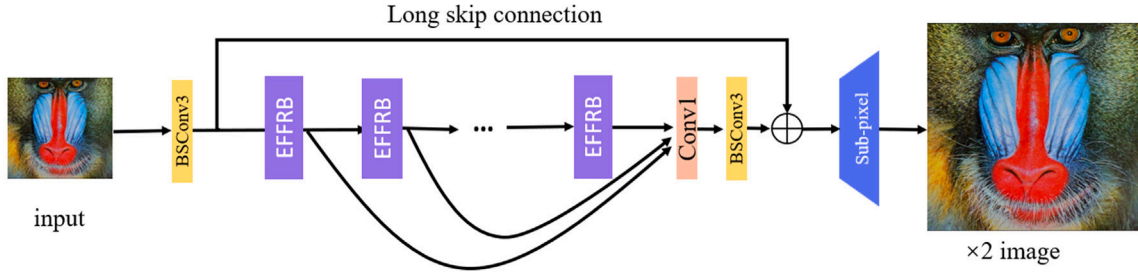 Long skip connection
BSConv3
EFFRB
EFFRB
...
EFFRB
Conv1
BSConv3
Sub-pixel
input
×2 image